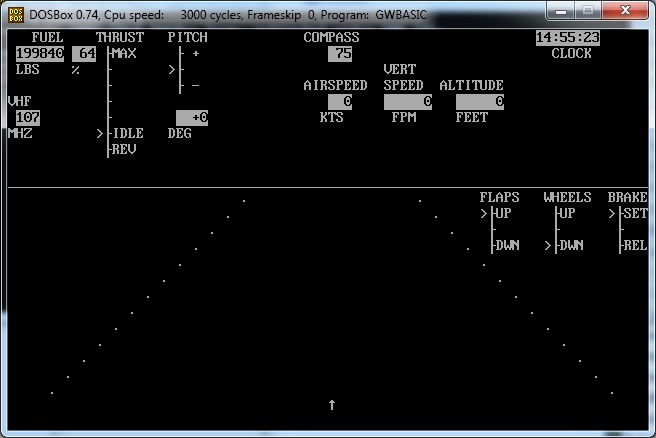 DOS BOX DOSBox 0.74, Cpu speed: 3000 cycles, Frameskip 0, Program: GWBASIC
FUEL THRUST PITCH COMPASS 14:55:23
199840 64 MAX + 75 CLOCK
LBS % > VERT
- AIRSPEED SPEED ALTITUDE
VHF 0 0 0
107 +0 KTS FPM FEET
MHZ >IDLE DEG
REV
FLAPS WHEELS BRAKE
>UP UP >SET
DWN >DWN REL
↑